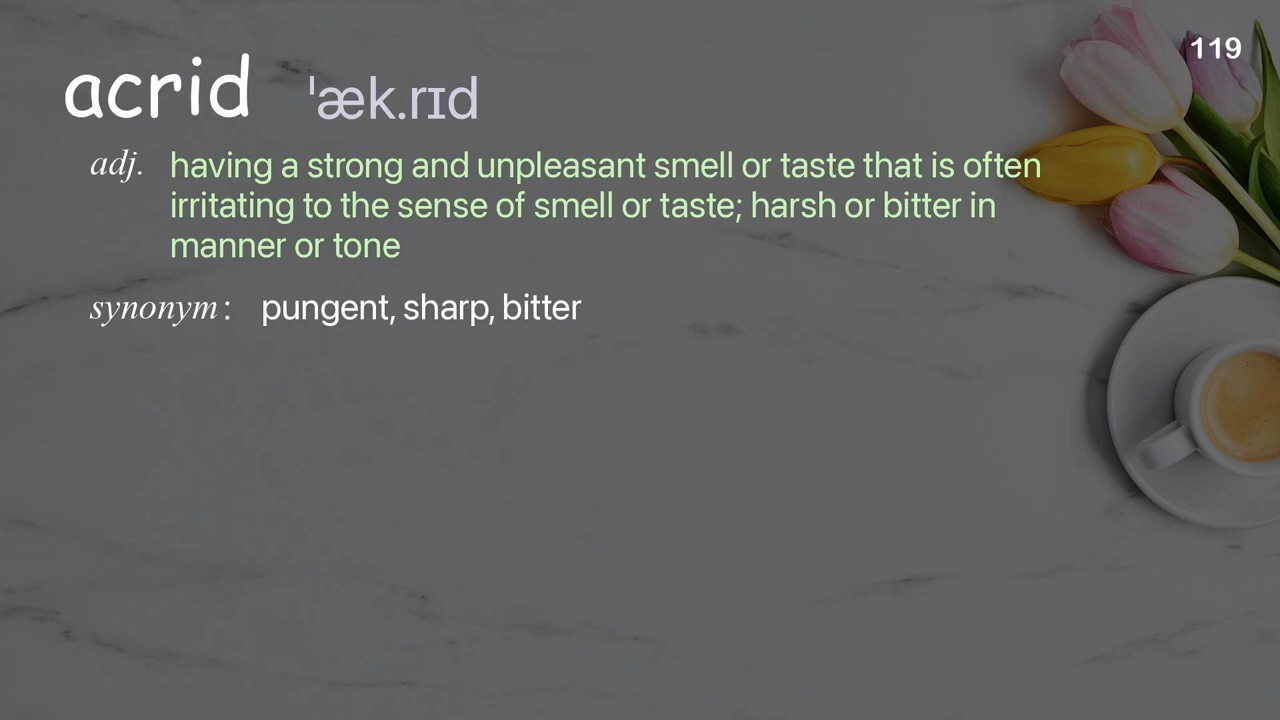 119
acrid ˈæk.rɪd
adj. having a strong and unpleasant smell or taste that is often
irritating to the sense of smell or taste; harsh or bitter in
manner or tone
synonym: pungent, sharp, bitter